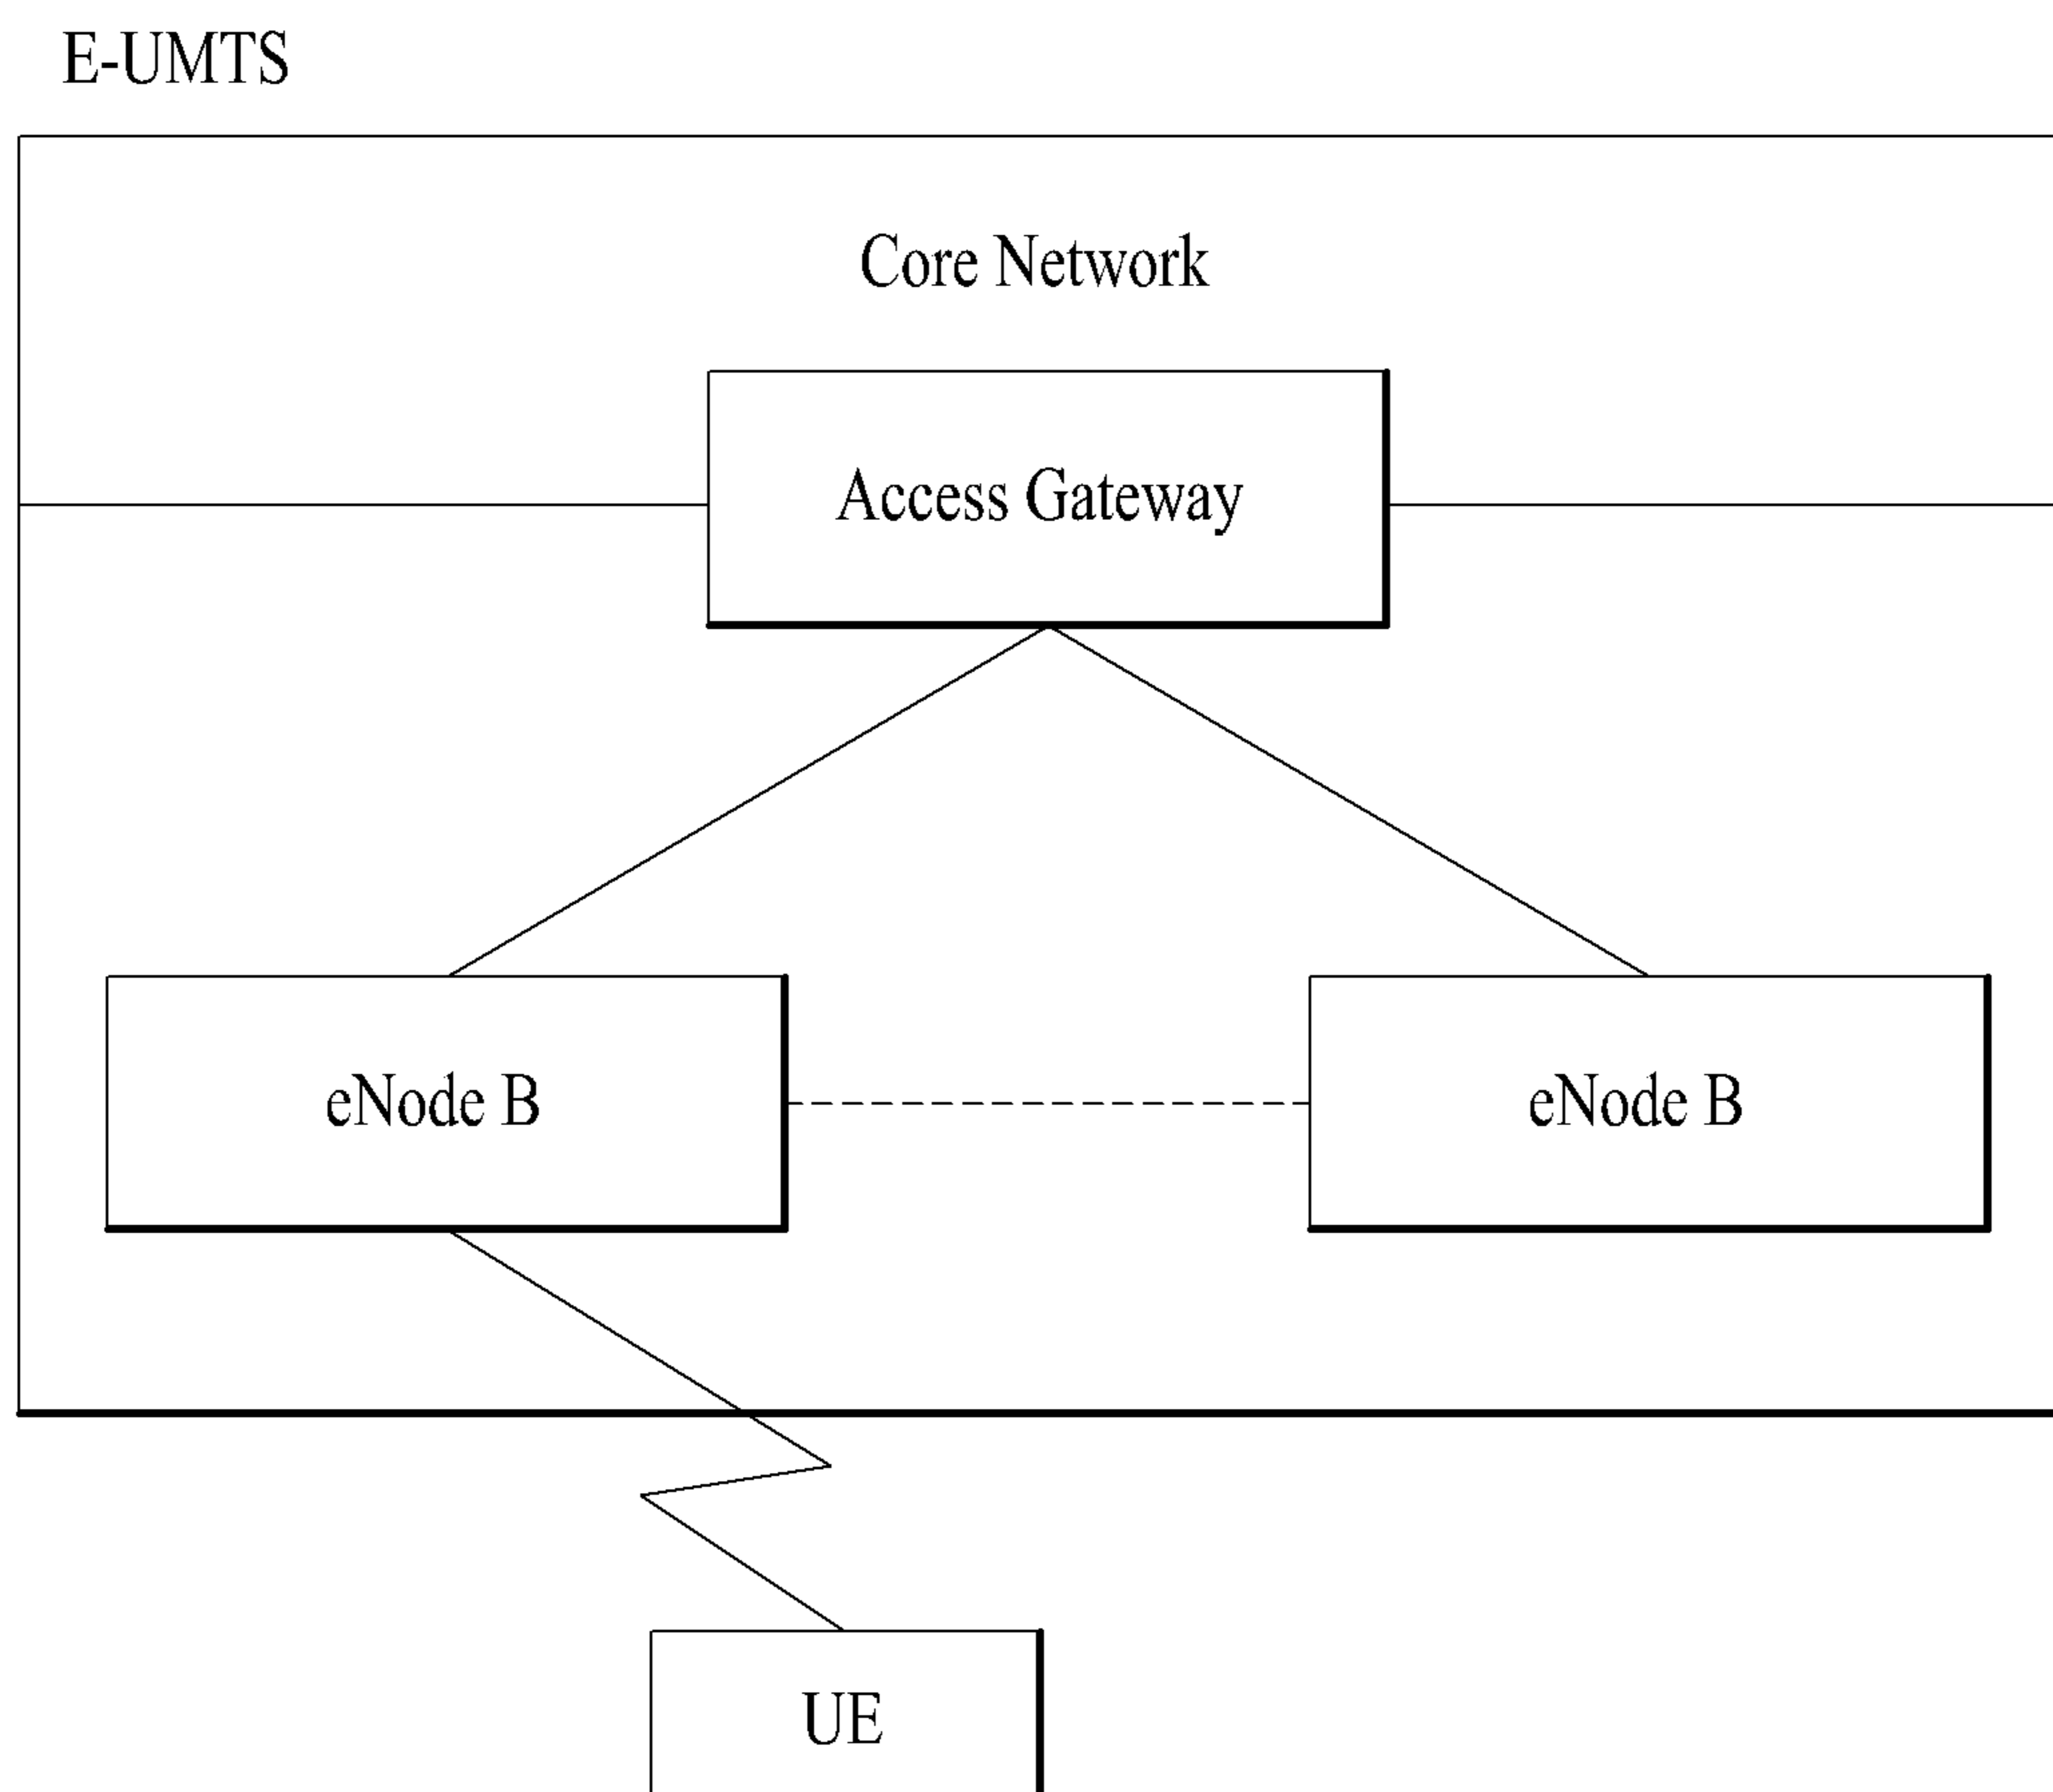 E-UMTS
Core Network
Access Gateway
eNode B
eNode B
UE